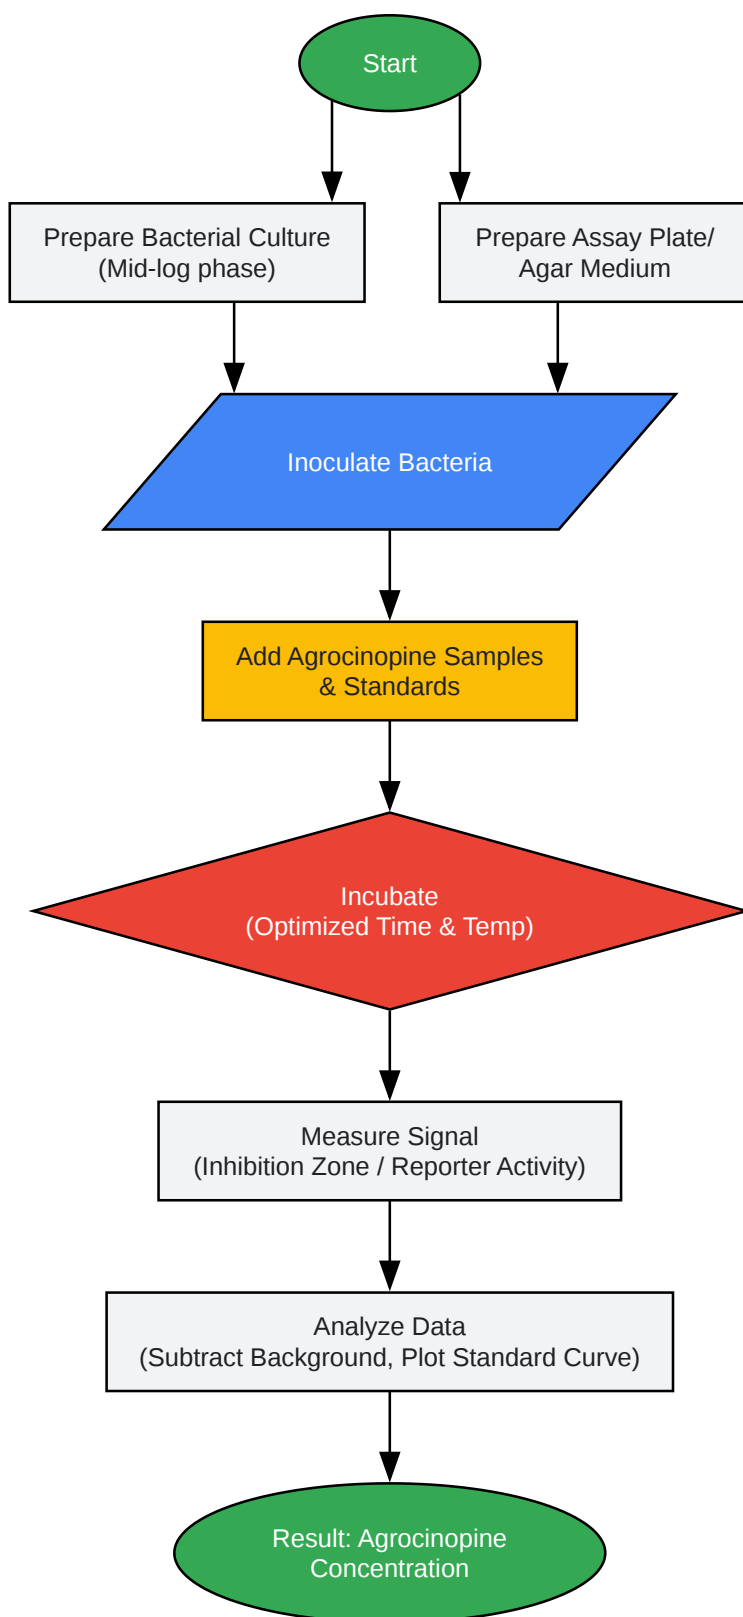 Start
Prepare Bacterial Culture
(Mid-log phase)
Prepare Assay Plate/
Agar Medium
Inoculate Bacteria
Add Agrocinopine Samples
& Standards
Incubate
(Optimized Time & Temp)
Measure Signal
(Inhibition Zone / Reporter Activity)
Analyze Data
(Subtract Background, Plot Standard Curve)
Result: Agrocinopine
Concentration